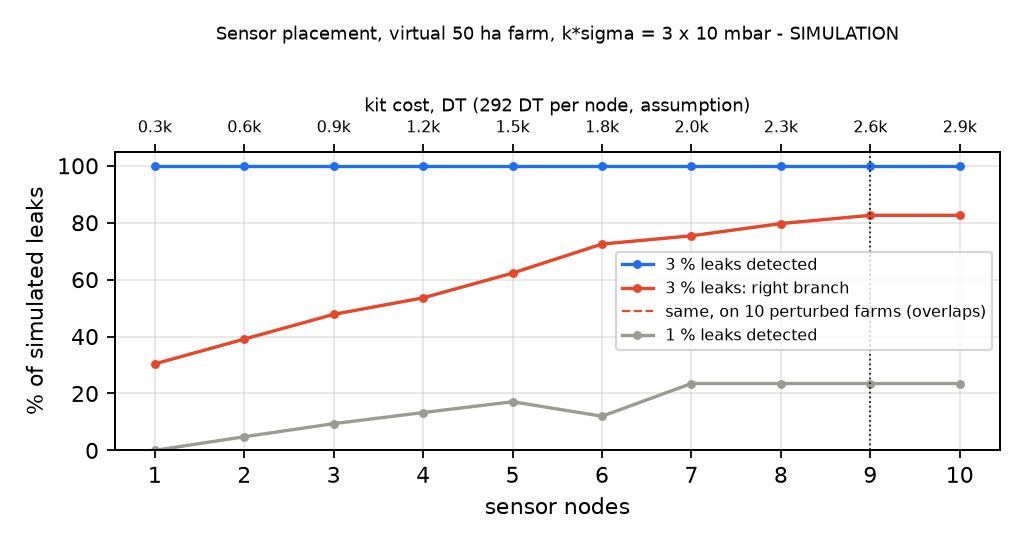 Sensor placement, virtual 50 ha farm, k*sigma = 3 x 10 mbar - SIMULATION
kit cost, DT (292 DT per node, assumption)
0.3k 0.6k 0.9k 1.2k 1.5k 1.8k 2.0k 2.3k 2.6k 2.9k
% of simulated leaks
100
80
60
40
20
0
3 % leaks detected
3 % leaks: right branch
same, on 10 perturbed farms (overlaps)
1 % leaks detected
1 2 3 4 5 6 7 8 9 10
sensor nodes